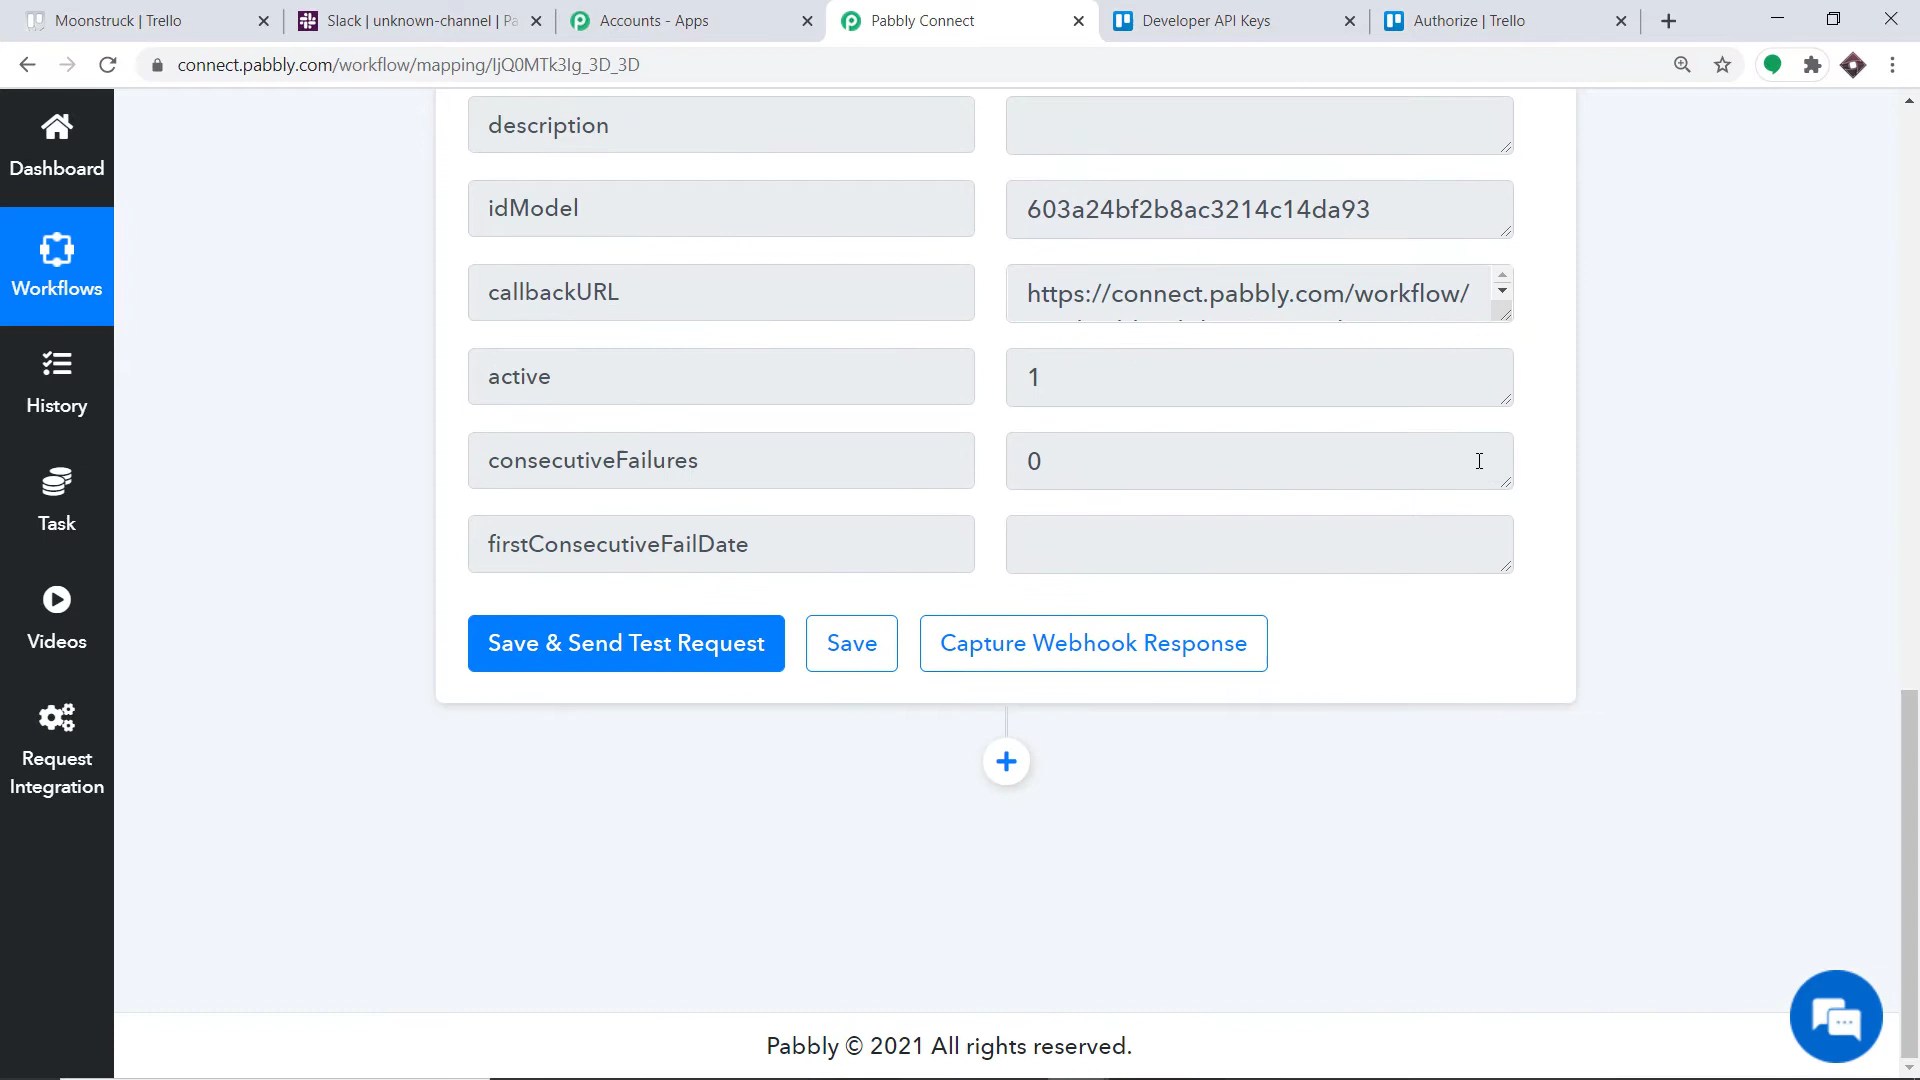 Moonstruck | Trello
Slack | unknown-channel | Pa
Accounts - Apps
Pabbly Connect
Developer API Keys
Authorize | Trello
connect.pabbly.com/workflow/mapping/IjQ0MTk3Ig_3D_3D
Dashboard
Workflows
History
Task
Videos
Request
Integration
description
idModel
603a24bf2b8ac3214c14da93
callbackURL
https://connect.pabbly.com/workflow/
active
1
consecutiveFailures
0
firstConsecutiveFailDate
Save & Send Test Request
Save
Capture Webhook Response
Pabbly © 2021 All rights reserved.